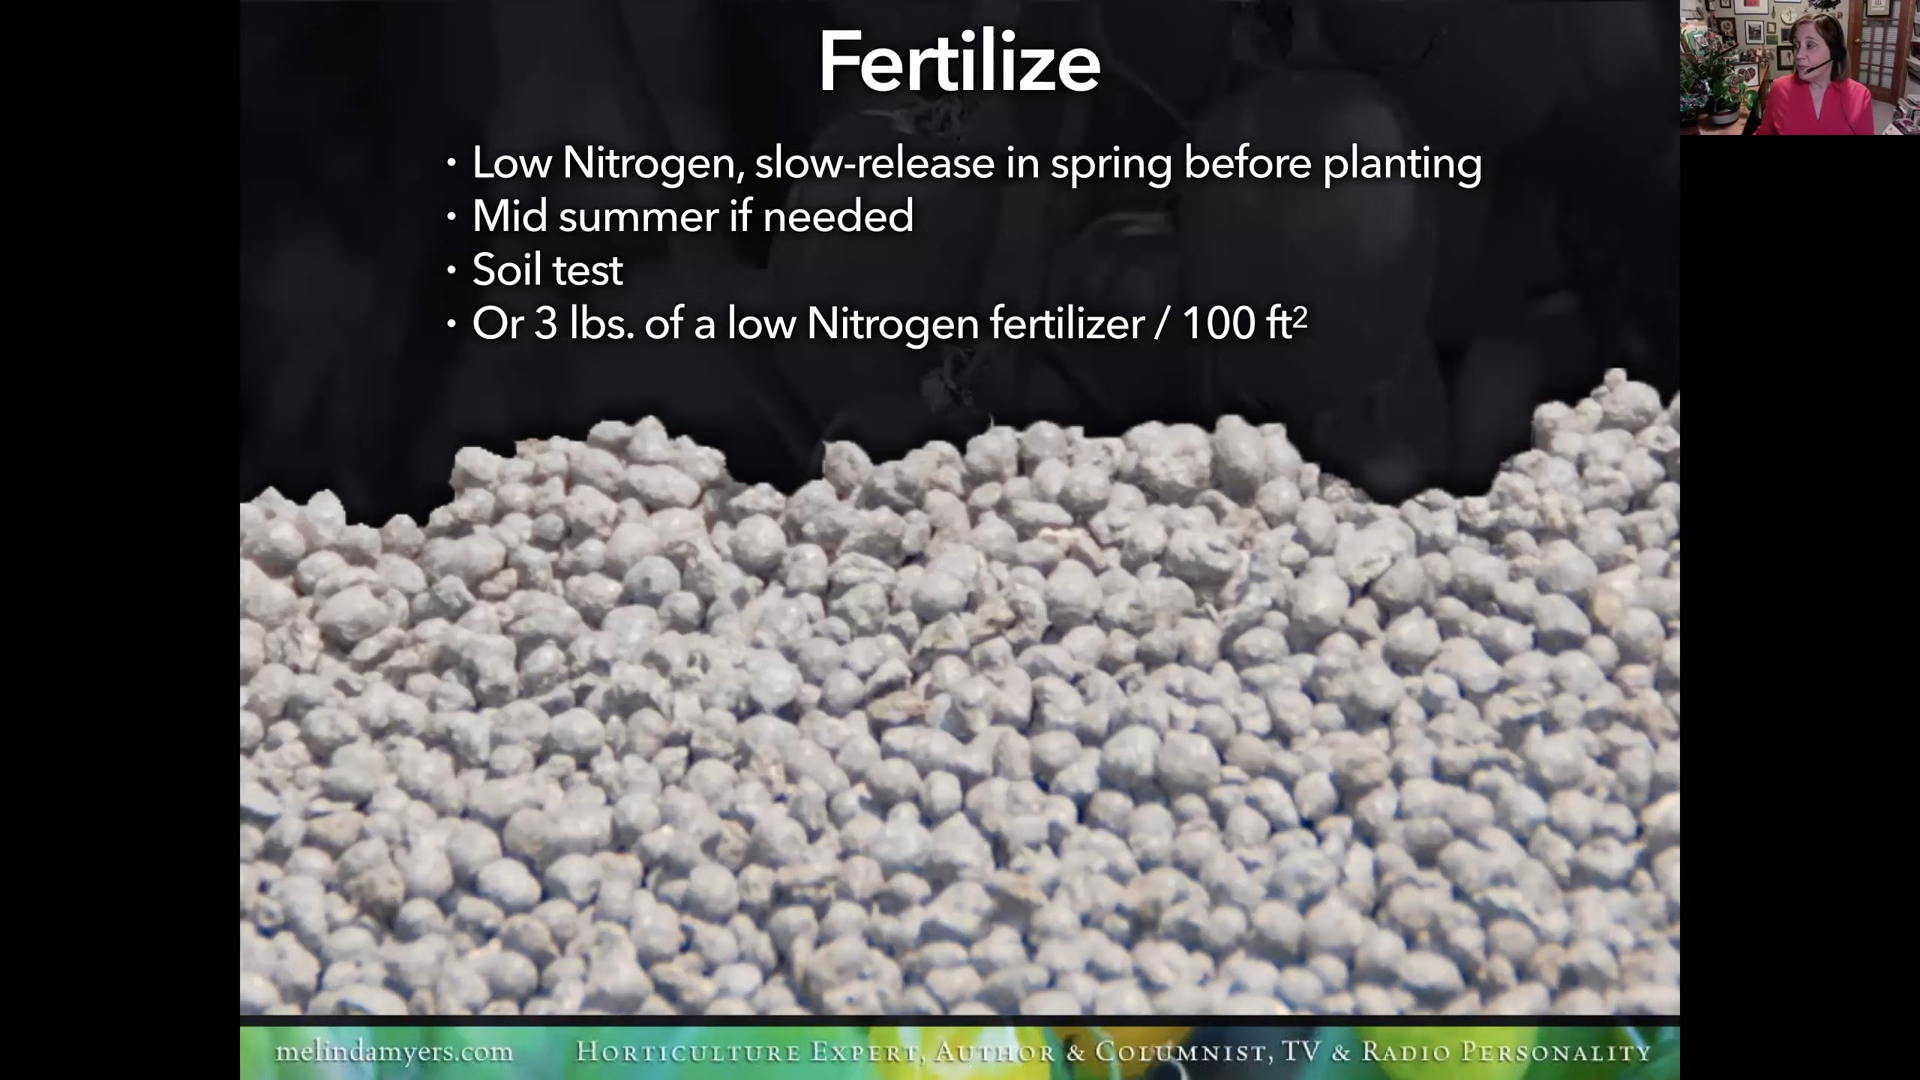 Fertilize
• Low Nitrogen, slow-release in spring before planting
• Mid summer if needed
• Soil test
• Or 3 lbs. of a low Nitrogen fertilizer / 100 ft²
melindamyers.com Horticulture Expert, Author & Columnist, TV & Radio Personality